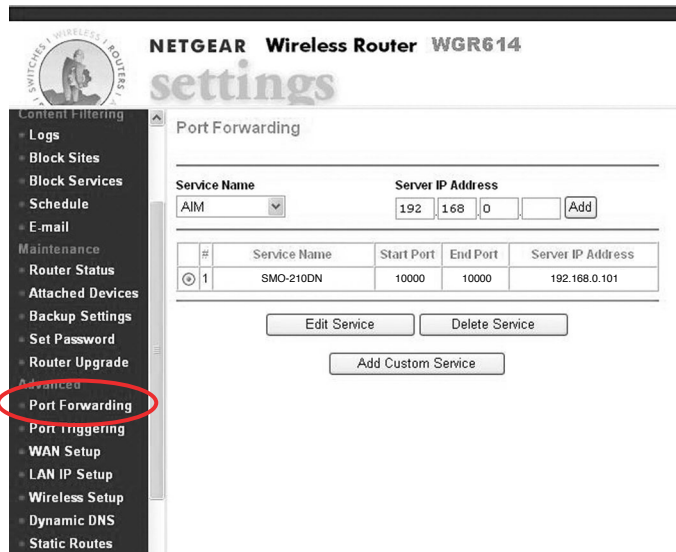 SWITCHES WIRELESS ROUTERS
NETGEAR Wireless Router WGR614
settings
Content Filtering
Logs
Block Sites
Block Services
Schedule
E-mail
Maintenance
Router Status
Attached Devices
Backup Settings
Set Password
Router Upgrade
Advanced
Port Forwarding
Port Triggering
WAN Setup
LAN IP Setup
Wireless Setup
Dynamic DNS
Static Routes
Port Forwarding
Service Name Server IP Address
AIM 192 .168 .0 . Add
# Service Name Start Port End Port Server IP Address
1 SMO-210DN 10000 10000 192.168.0.101
Edit Service Delete Service
Add Custom Service